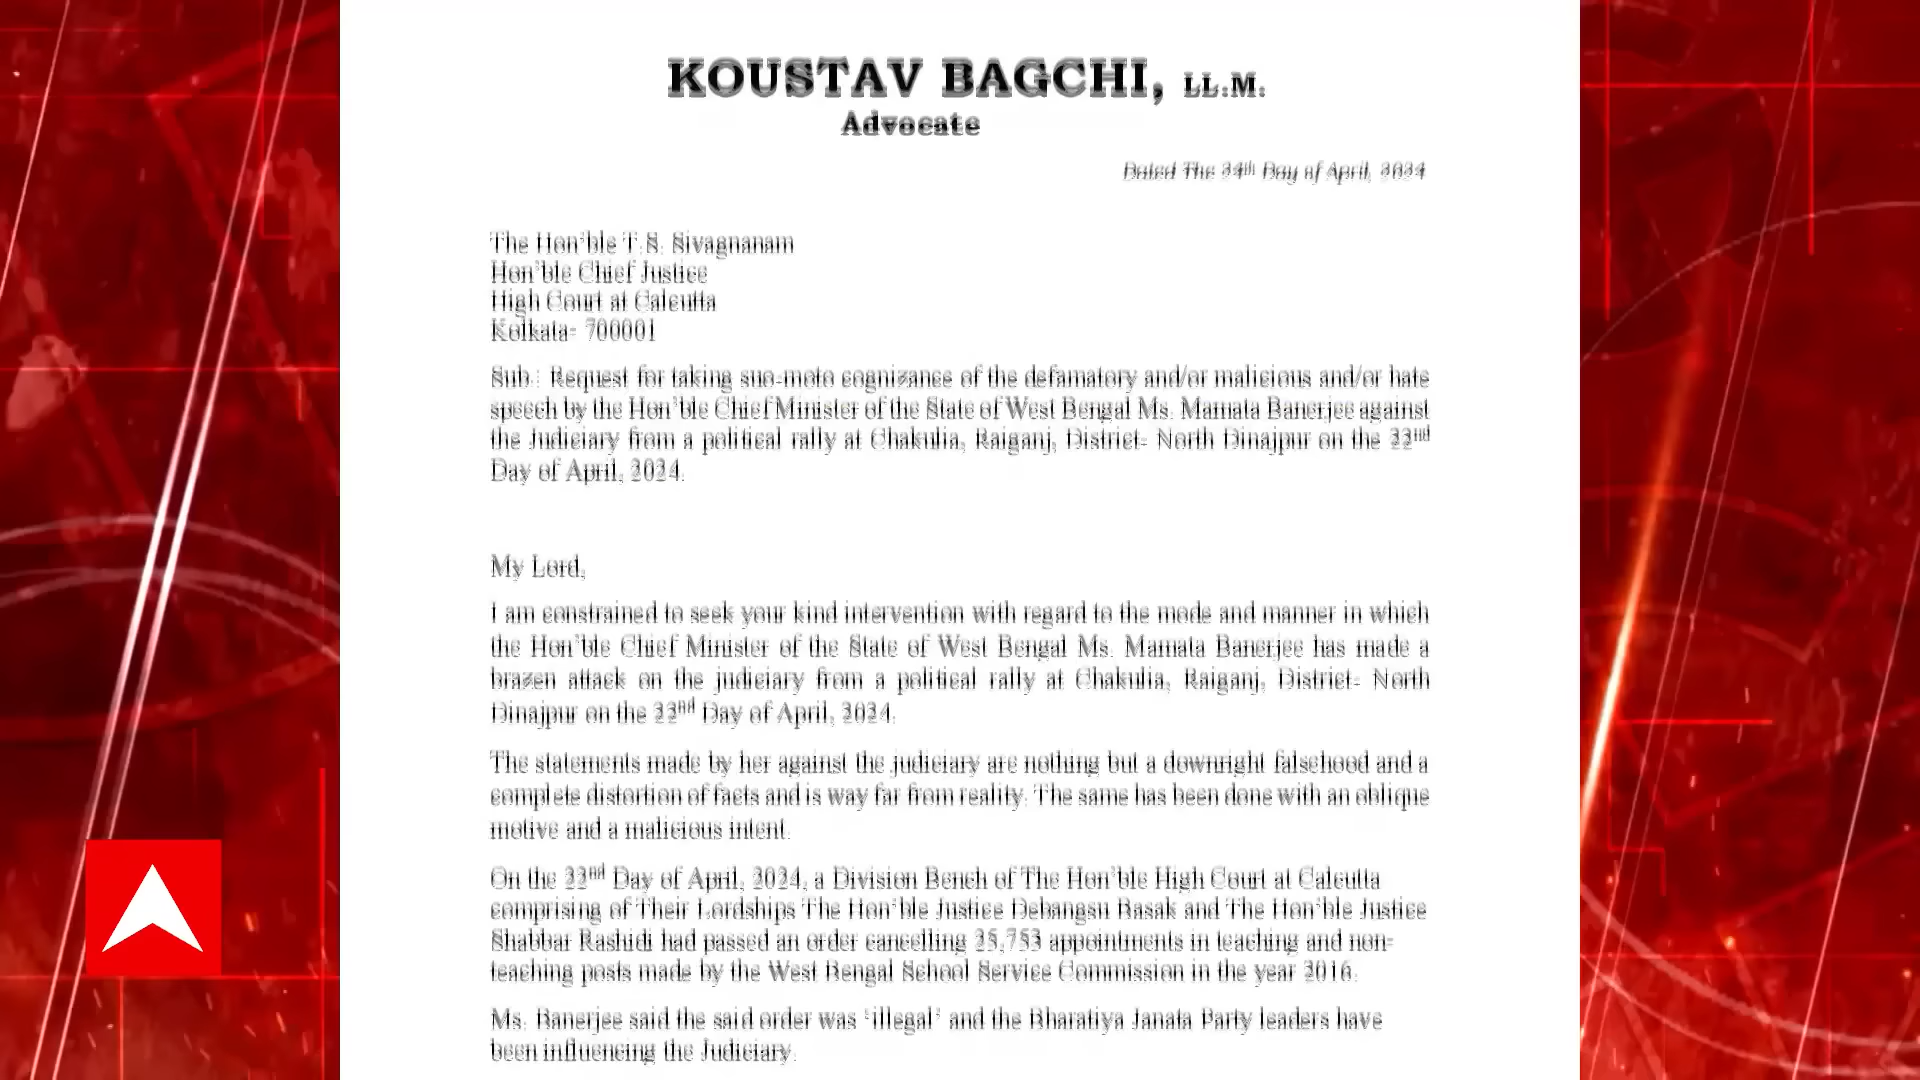 KOUSTAV BAGCHI, LL.M.
Advocate
Dated The 24th Day of April, 2024
The Hon'ble T.S. Sivagnanam
Hon'ble Chief Justice
High Court at Calcutta
Kolkata- 700001
Sub.: Request for taking suo-moto cognizance of the defamatory and/or malicious and/or hate
speech by the Hon'ble Chief Minister of the State of West Bengal Ms. Mamata Banerjee against
the Judiciary from a political rally at Chakulia, Raiganj, District- North Dinajpur on the 22nd
Day of April, 2024.
My Lord,
I am constrained to seek your kind intervention with regard to the mode and manner in which
the Hon'ble Chief Minister of the State of West Bengal Ms. Mamata Banerjee has made a
brazen attack on the judiciary from a political rally at Chakulia, Raiganj, District- North
Dinajpur on the 22nd Day of April, 2024.
The statements made by her against the judiciary are nothing but a downright falsehood and a
complete distortion of facts and is way far from reality. The same has been done with an oblique
motive and a malicious intent.
On the 22nd Day of April, 2024, a Division Bench of The Hon'ble High Court at Calcutta
comprising of Their Lordships The Hon'ble Justice Debangsu Basak and The Hon'ble Justice
Shabbar Rashidi had passed an order cancelling 25,753 appointments in teaching and non-
teaching posts made by the West Bengal School Service Commission in the year 2016.
Ms. Banerjee said the said order was 'illegal' and the Bharatiya Janata Party leaders have
been influencing the Judiciary.